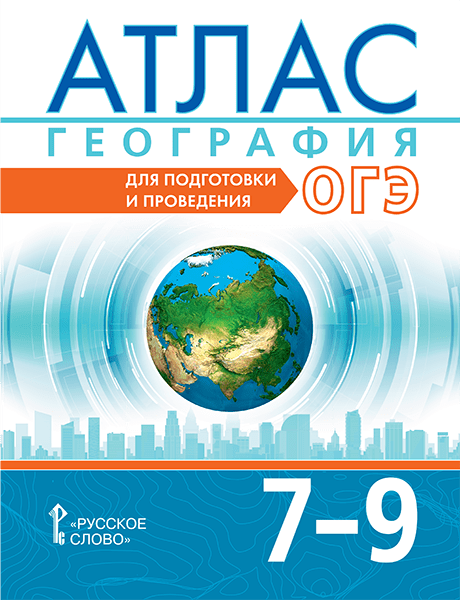 АТЛАС
ГЕОГРАФИЯ
ДЛЯ ПОДГОТОВКИ
И ПРОВЕДЕНИЯ
ОГЭ
7–9
«РУССКОЕ
СЛОВО»